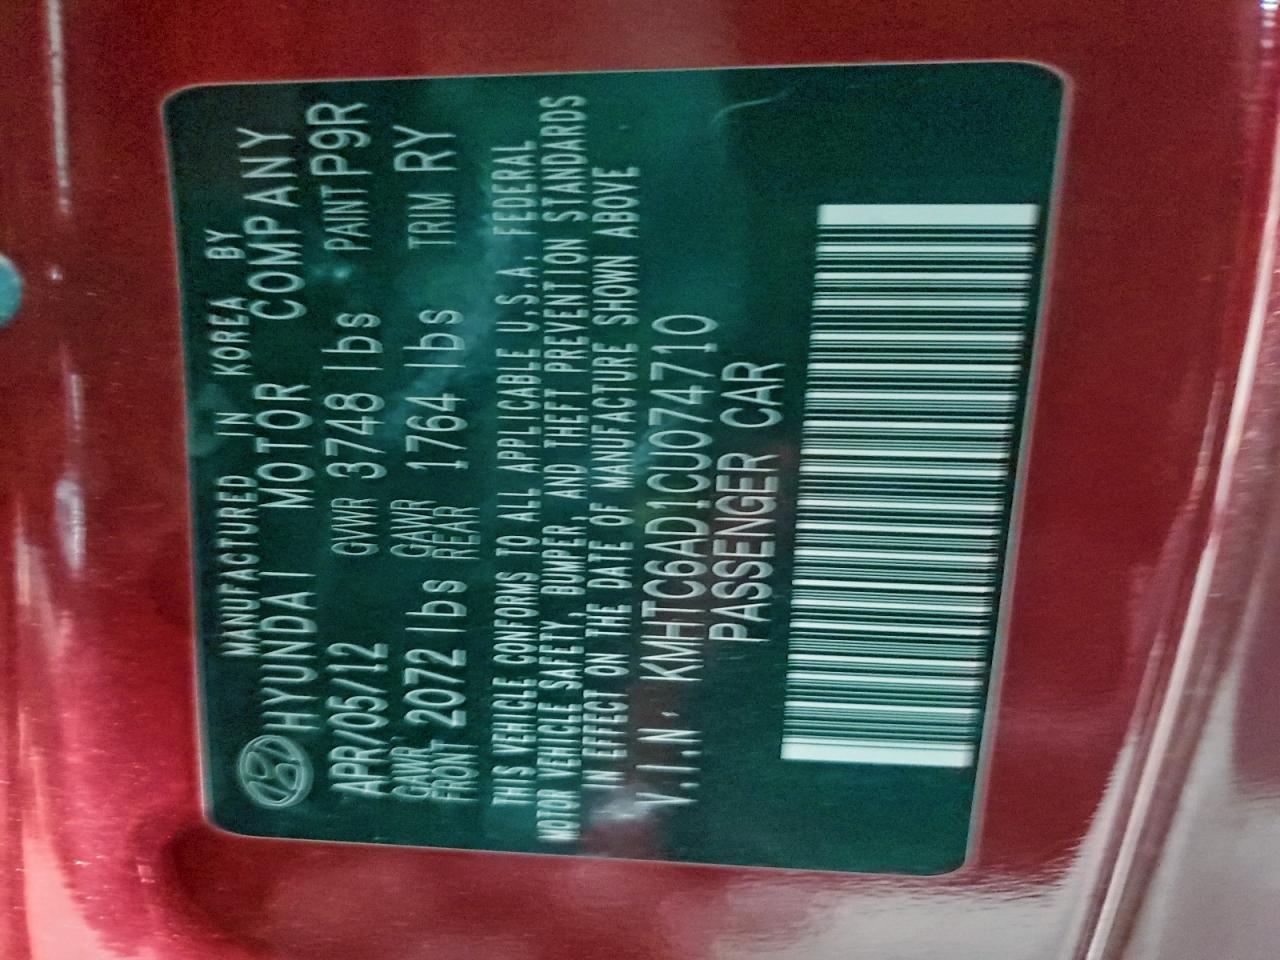 MANUFACTURED IN KOREA BY
HYUNDAI MOTOR COMPANY
APR/05/12 GVWR 3748 lbs PAINT P9R
GAWR FRONT 2072 lbs GAWR REAR 1764 lbs TRIM RY
THIS VEHICLE CONFORMS TO ALL APPLICABLE U.S.A. FEDERAL
MOTOR VEHICLE SAFETY, BUMPER, AND THEFT PREVENTION STANDARDS
IN EFFECT ON THE DATE OF MANUFACTURE SHOWN ABOVE
V.I.N. KMHTC6AD1CU074710
PASSENGER CAR